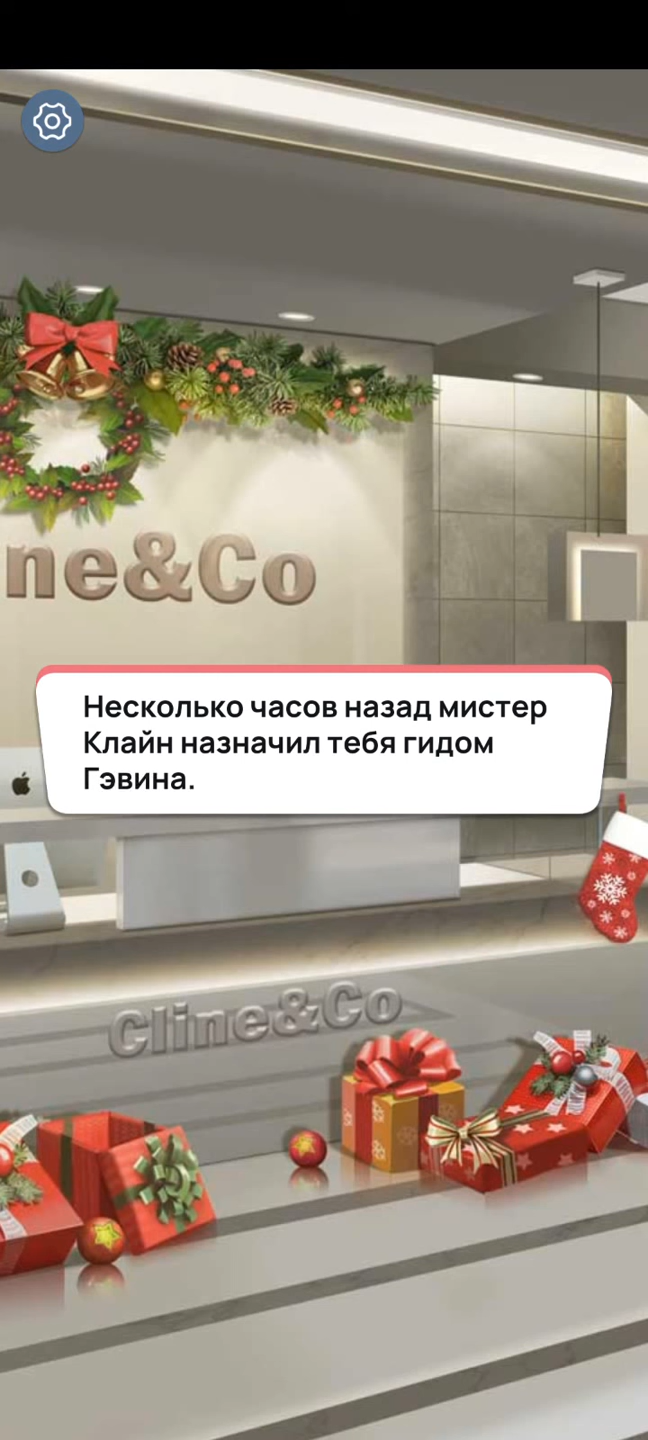 ne&Co
Несколько часов назад мистер
Клайн назначил тебя гидом
Гэвина.
Cline&Co